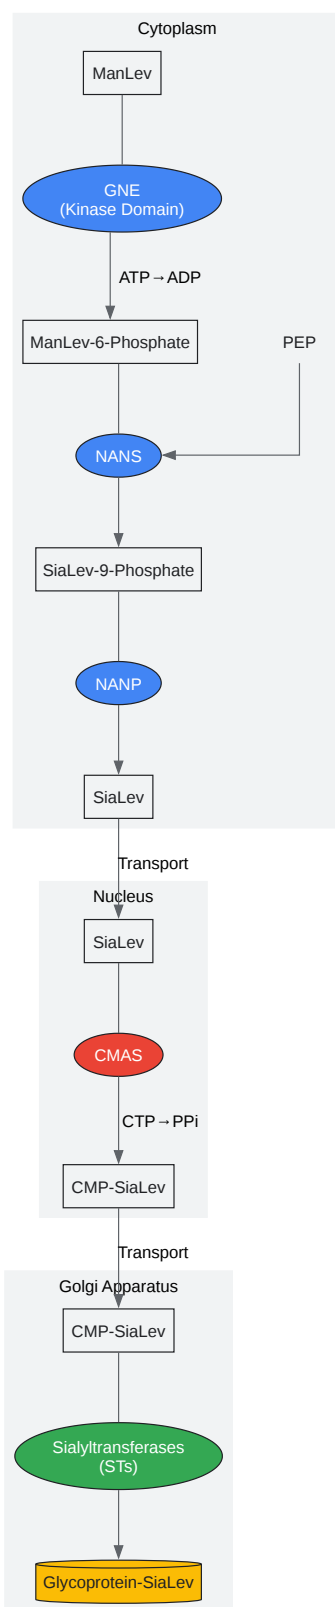 Cytoplasm
ManLev
GNE
(Kinase Domain)
ATP→ADP
ManLev-6-Phosphate
PEP
NANS
SiaLev-9-Phosphate
NANP
SiaLev
Transport
Nucleus
SiaLev
CMAS
CTP→PPi
CMP-SiaLev
Transport
Golgi Apparatus
CMP-SiaLev
Sialyltransferases
(STs)
Glycoprotein-SiaLev